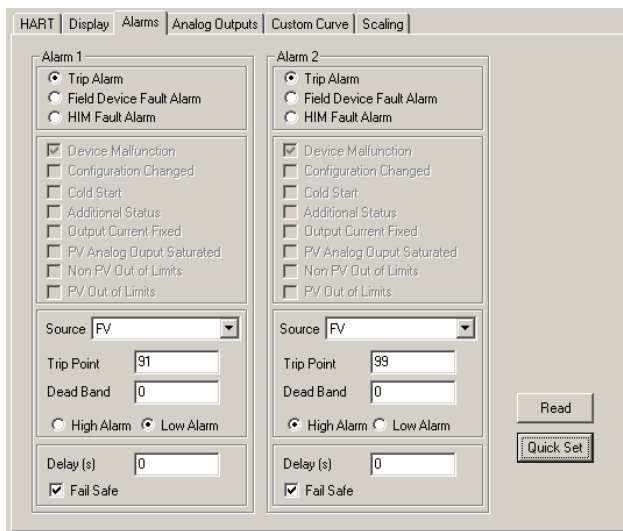 HART Display Alarms Analog Outputs Custom Curve Scaling
Alarm 1
Trip Alarm
Field Device Fault Alarm
HIM Fault Alarm
Device Malfunction
Configuration Changed
Cold Start
Additional Status
Output Current Fixed
PV Analog Ouput Saturated
Non PV Out of Limits
PV Out of Limits
Source FV
Trip Point 91
Dead Band 0
High Alarm Low Alarm
Delay (s) 0
Fail Safe
Alarm 2
Trip Alarm
Field Device Fault Alarm
HIM Fault Alarm
Device Malfunction
Configuration Changed
Cold Start
Additional Status
Output Current Fixed
PV Analog Ouput Saturated
Non PV Out of Limits
PV Out of Limits
Source FV
Trip Point 99
Dead Band 0
High Alarm Low Alarm
Delay (s) 0
Fail Safe
Read
Quick Set